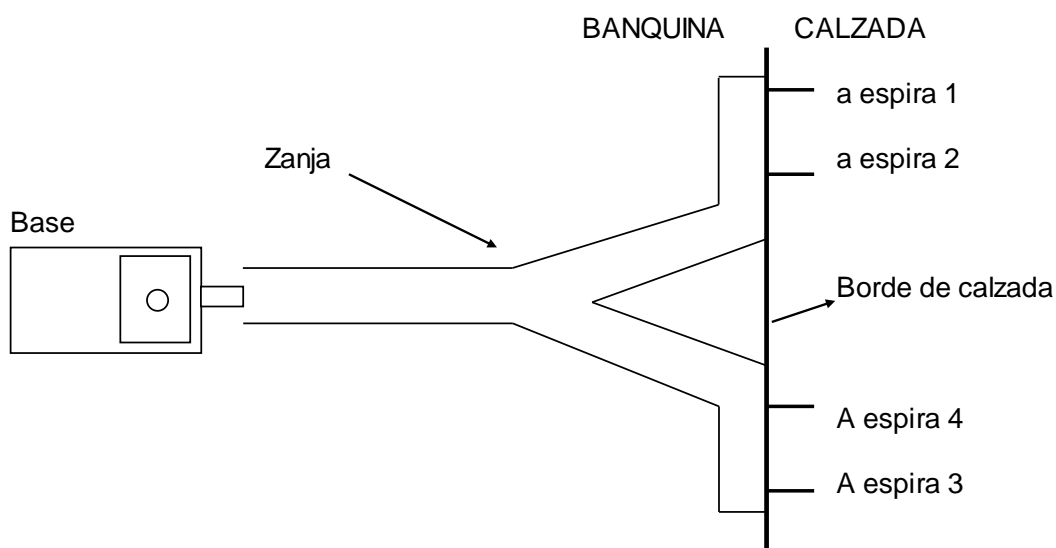 BANQUINA CALZADA
a espira 1
a espira 2
Zanja
Base
Borde de calzada
A espira 4
A espira 3